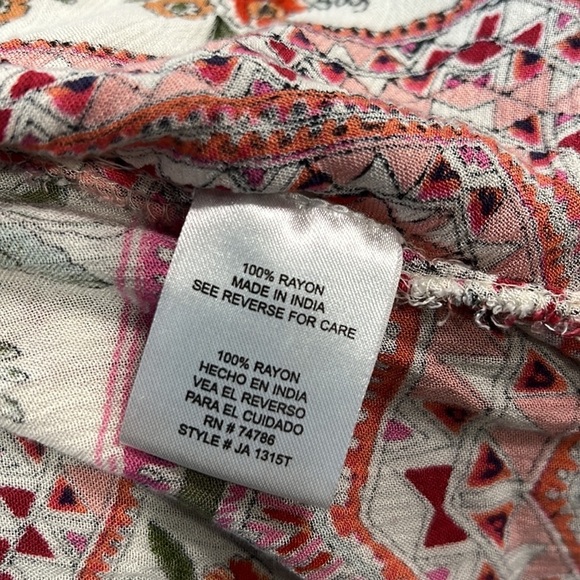 100% RAYON
MADE IN INDIA
SEE REVERSE FOR CARE
100% RAYON
HECHO EN INDIA
VEA EL REVERSO
PARA EL CUIDADO
RN # 74786
STYLE # JA 1315T